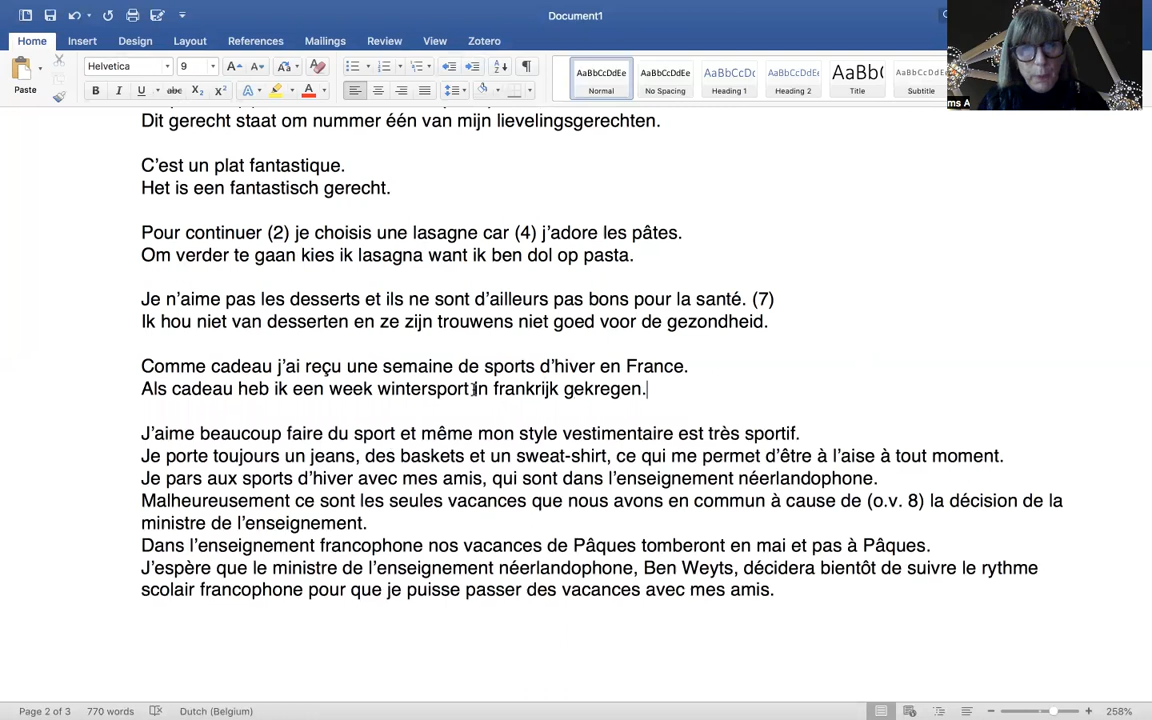 Document1
Home Insert Design Layout References Mailings Review View Zotero
Paste
Helvetica 9
AaBbCcDdEe AaBbCcDdEe AaBbCcDc AaBbCcDdEe AaBb( AaBbCcDdE
Normal No Spacing Heading 1 Heading 2 Title Subtitle
ms A
Dit gerecht staat om nummer één van mijn lievelingsgerechten.
C’est un plat fantastique.
Het is een fantastisch gerecht.
Pour continuer (2) je choisis une lasagne car (4) j’adore les pâtes.
Om verder te gaan kies ik lasagna want ik ben dol op pasta.
Je n’aime pas les desserts et ils ne sont d’ailleurs pas bons pour la santé. (7)
Ik hou niet van desserten en ze zijn trouwens niet goed voor de gezondheid.
Comme cadeau j’ai reçu une semaine de sports d’hiver en France.
Als cadeau heb ik een week wintersport in frankrijk gekregen.
J’aime beaucoup faire du sport et même mon style vestimentaire est très sportif.
Je porte toujours un jeans, des baskets et un sweat-shirt, ce qui me permet d’être à l’aise à tout moment.
Je pars aux sports d’hiver avec mes amis, qui sont dans l’enseignement néerlandophone.
Malheureusement ce sont les seules vacances que nous avons en commun à cause de (o.v. 8) la décision de la
ministre de l’enseignement.
Dans l’enseignement francophone nos vacances de Pâques tomberont en mai et pas à Pâques.
J’espère que le ministre de l’enseignement néerlandophone, Ben Weyts, décidera bientôt de suivre le rythme
scolair francophone pour que je puisse passer des vacances avec mes amis.
Page 2 of 3 770 words Dutch (Belgium) 258%